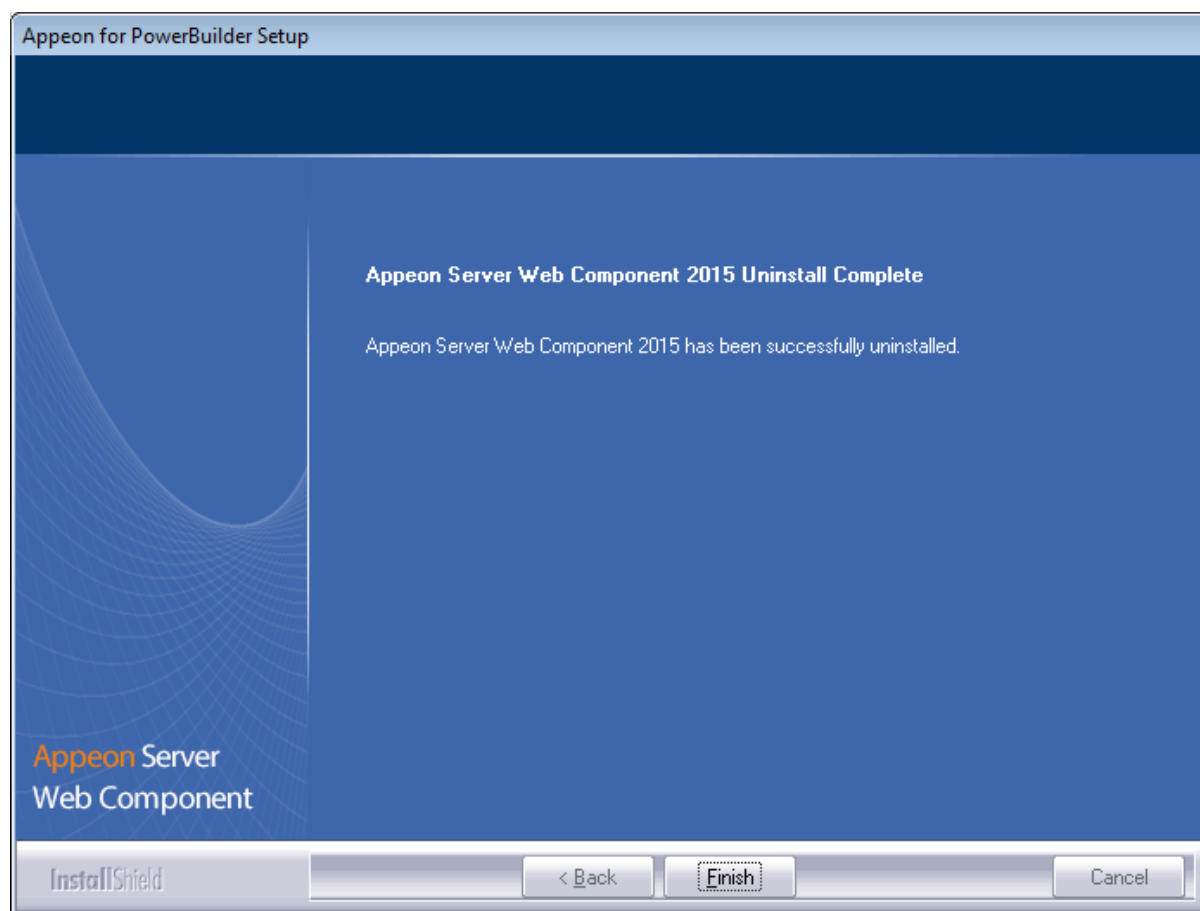 Appeon for PowerBuilder Setup
Appeon Server Web Component 2015 Uninstall Complete
Appeon Server Web Component 2015 has been successfully uninstalled.
Appeon Server
Web Component
InstallShield
< Back
Finish
Cancel